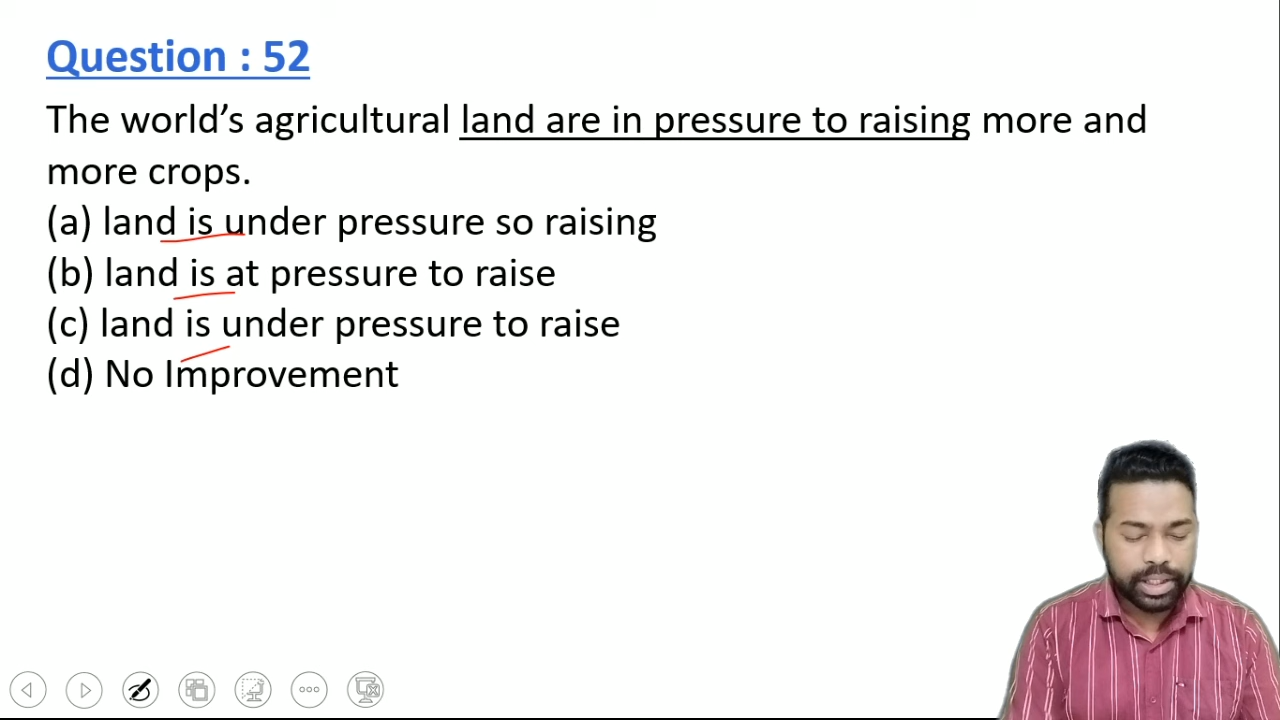 Question : 52
The world’s agricultural land are in pressure to raising more and
more crops.
(a) land is under pressure so raising
(b) land is at pressure to raise
(c) land is under pressure to raise
(d) No Improvement